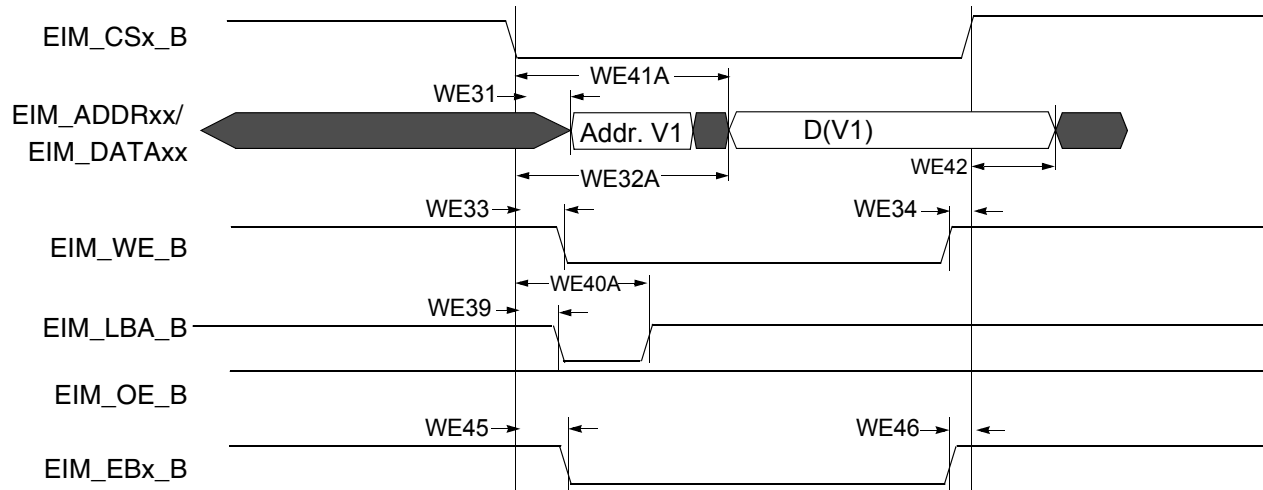 EIM_CSx_B
WE41A
WE31
EIM_ADDRxx/
EIM_DATAxx
Addr. V1
D(V1)
WE32A
WE42
WE33
WE34
EIM_WE_B
WE40A
WE39
EIM_LBA_B
EIM_OE_B
WE45
WE46
EIM_EBx_B